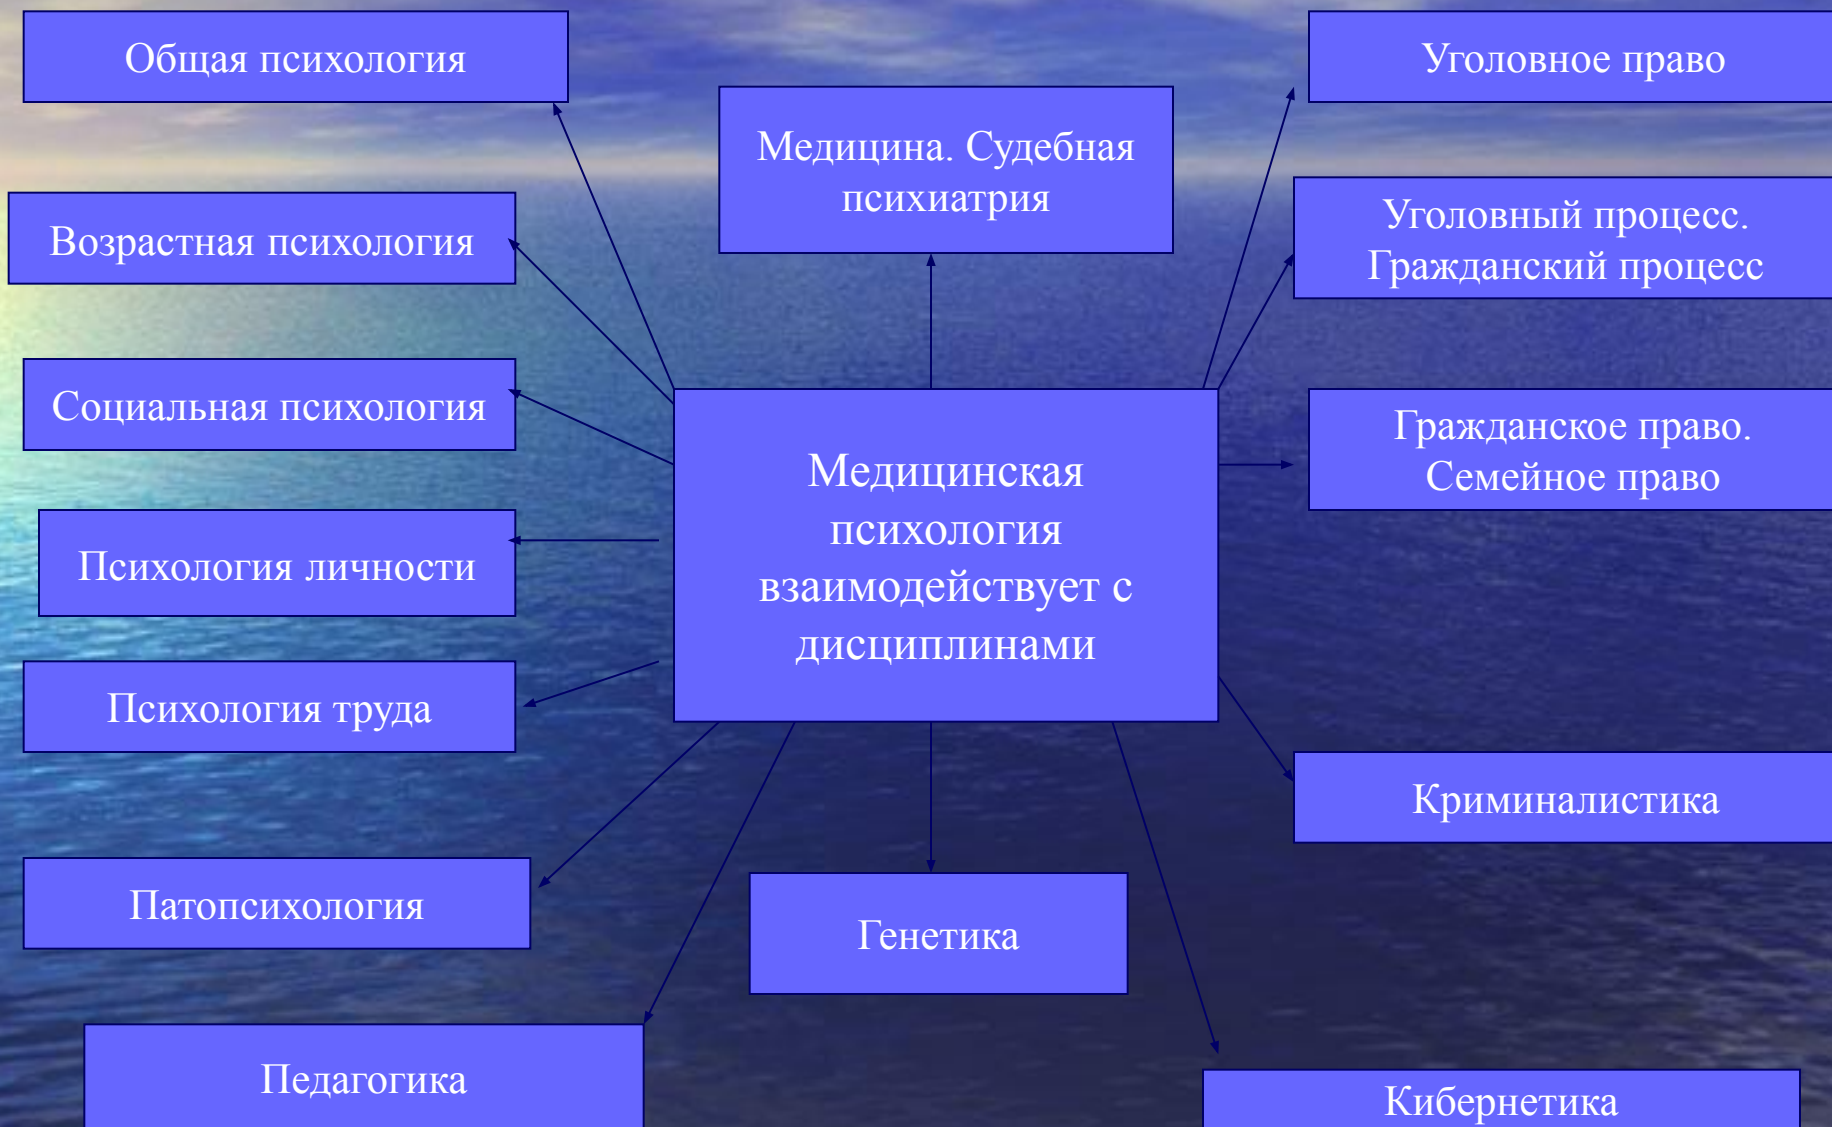 Общая психология
Уголовное право
Медицина. Судебная
психиатрия
Возрастная психология
Уголовный процесс.
Гражданский процесс
Социальная психология
Гражданское право.
Семейное право
Медицинская
психология
взаимодействует с
дисциплинами
Психология личности
Психология труда
Криминалистика
Патопсихология
Генетика
Педагогика
Кибернетика